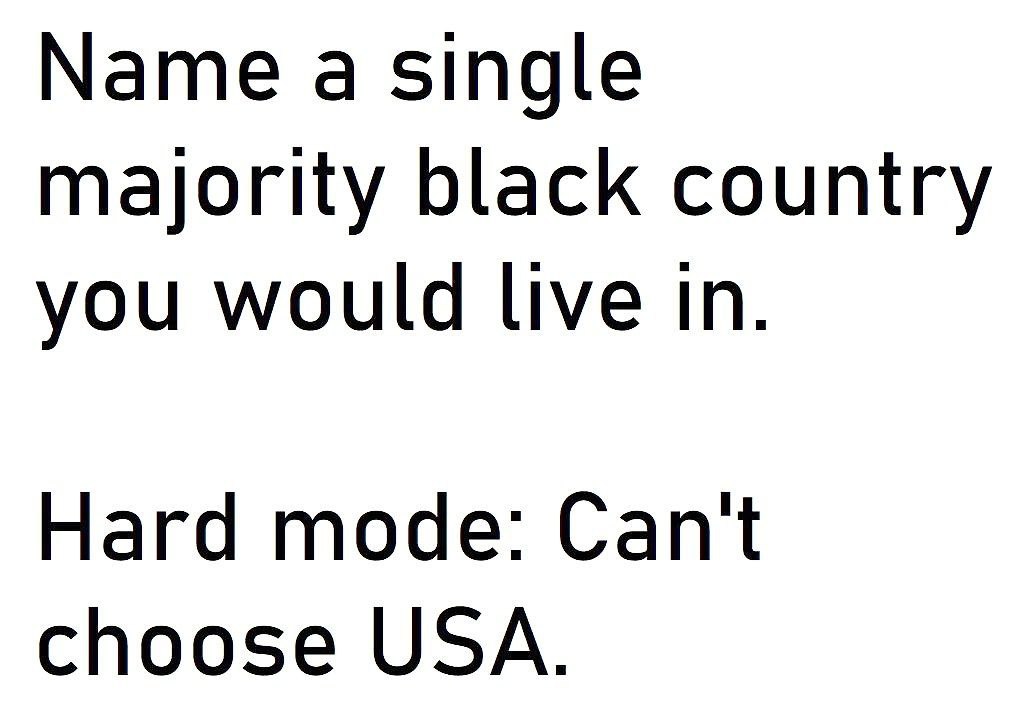 Name a single
majority black country
you would live in.
Hard mode: Can't
choose USA.